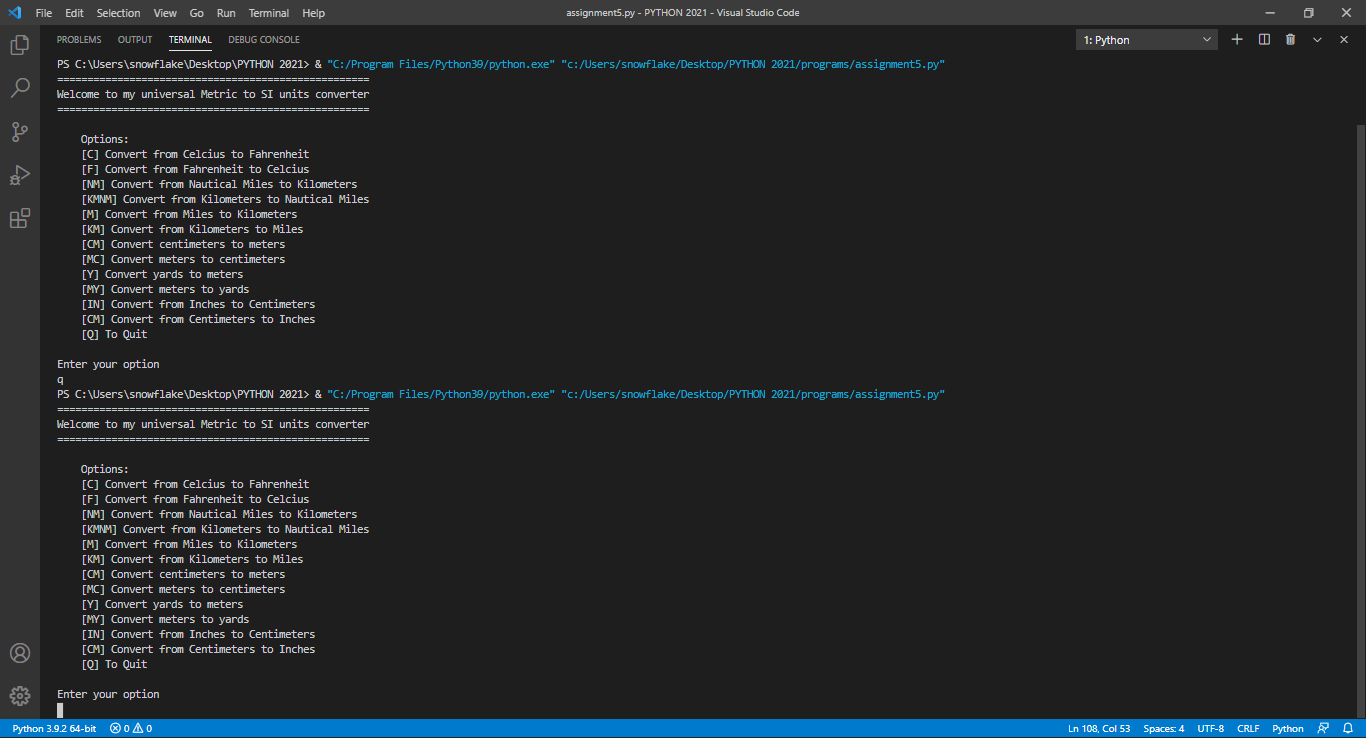 File Edit Selection View Go Run Terminal Help assignment5.py - PYTHON 2021 - Visual Studio Code
PROBLEMS OUTPUT TERMINAL DEBUG CONSOLE 1: Python
PS C:\Users\snowflake\Desktop\PYTHON 2021> & "C:/Program Files/Python39/python.exe" "c:/Users/snowflake/Desktop/PYTHON 2021/programs/assignment5.py"
====================================================
Welcome to my universal Metric to SI units converter
====================================================
Options:
[C] Convert from Celcius to Fahrenheit
[F] Convert from Fahrenheit to Celcius
[NM] Convert from Nautical Miles to Kilometers
[KMNM] Convert from Kilometers to Nautical Miles
[M] Convert from Miles to Kilometers
[KM] Convert from Kilometers to Miles
[CM] Convert centimeters to meters
[MC] Convert meters to centimeters
[Y] Convert yards to meters
[MY] Convert meters to yards
[IN] Convert from Inches to Centimeters
[CM] Convert from Centimeters to Inches
[Q] To Quit
Enter your option
q
PS C:\Users\snowflake\Desktop\PYTHON 2021> & "C:/Program Files/Python39/python.exe" "c:/Users/snowflake/Desktop/PYTHON 2021/programs/assignment5.py"
====================================================
Welcome to my universal Metric to SI units converter
====================================================
Options:
[C] Convert from Celcius to Fahrenheit
[F] Convert from Fahrenheit to Celcius
[NM] Convert from Nautical Miles to Kilometers
[KMNM] Convert from Kilometers to Nautical Miles
[M] Convert from Miles to Kilometers
[KM] Convert from Kilometers to Miles
[CM] Convert centimeters to meters
[MC] Convert meters to centimeters
[Y] Convert yards to meters
[MY] Convert meters to yards
[IN] Convert from Inches to Centimeters
[CM] Convert from Centimeters to Inches
[Q] To Quit
Enter your option
Python 3.9.2 64-bit 0 0 Ln 108, Col 53 Spaces: 4 UTF-8 CRLF Python